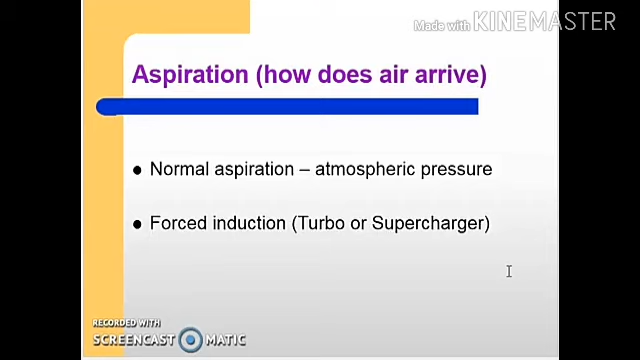 Made with KINEMASTER
Aspiration (how does air arrive)
● Normal aspiration – atmospheric pressure
● Forced induction (Turbo or Supercharger)
RECORDED WITH
SCREENCAST MATIC